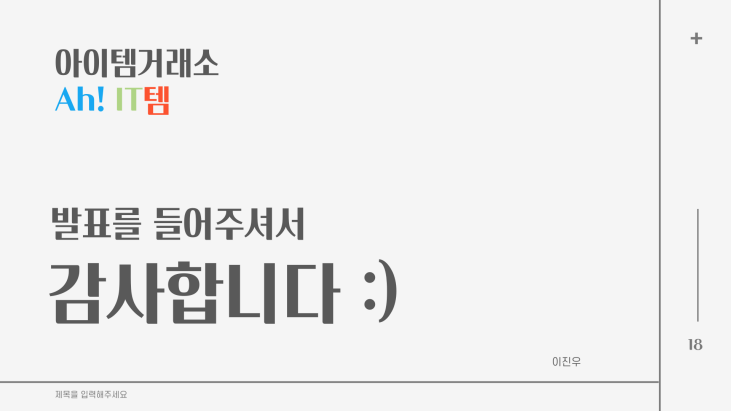 아이템거래소
Ah! IT템
+
발표를 들어주셔서
감사합니다 :)
18
이진우
제목을 입력해주세요